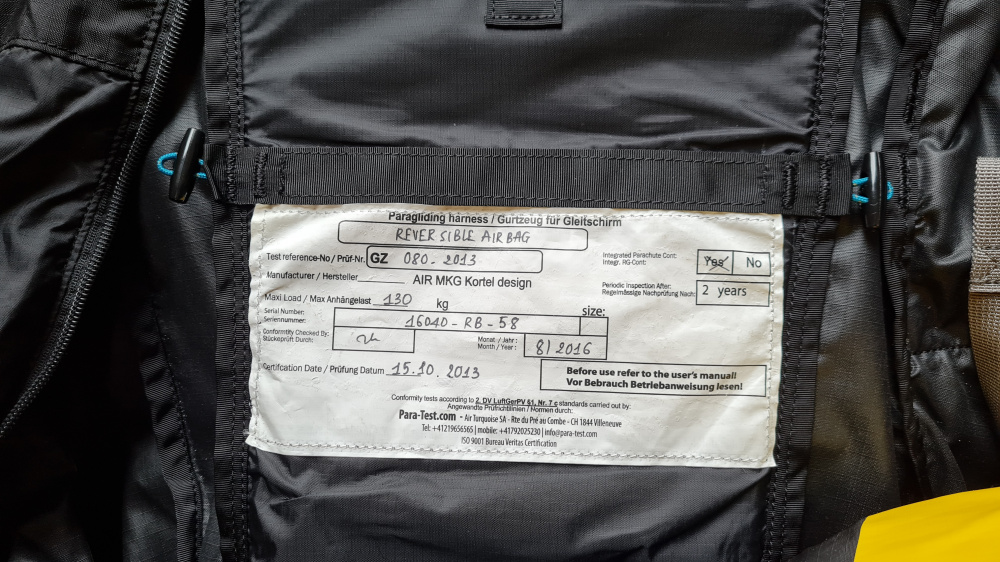 Paragliding harness / Gurtzeug für Gleitschirm
REVERSIBLE AIRBAG
Test reference-No / Prüf-Nr. GZ 080. 2013
Integrated Parachute Cont: Yes No
Integr. RG-Cont:
Manufacturer / Hersteller AIR MKG Kortel design
Periodic Inspection After: 2 years
Regelmässige Nachprüfung Nach:
Maxi Load / Max Anhängelast 130 kg
size:
Serial Number: 16040-RB-58
Seriennummer:
Conformtity Checked By:
Stückeprüft Durch:
Monat / Jahr: 8/2016
Month / Year:
Certifcation Date / Prüfung Datum 15.10.2013
Before use refer to the user's manual!
Vor Bebrauch Betriebanweisung lesen!
Conformity tests according to 2. DV LuftGerPV §1, Nr. 7 c standards carried out by:
Angewandte Prüfrichtlinien / Normen durch:
Para-Test.com - Air Turquoise SA - Rte du Pré au Combe - CH 1844 Villeneuve
Tel: +41219656565 | mobile: +41792025230 | info@para-test.com
ISO 9001 Bureau Veritas Certification